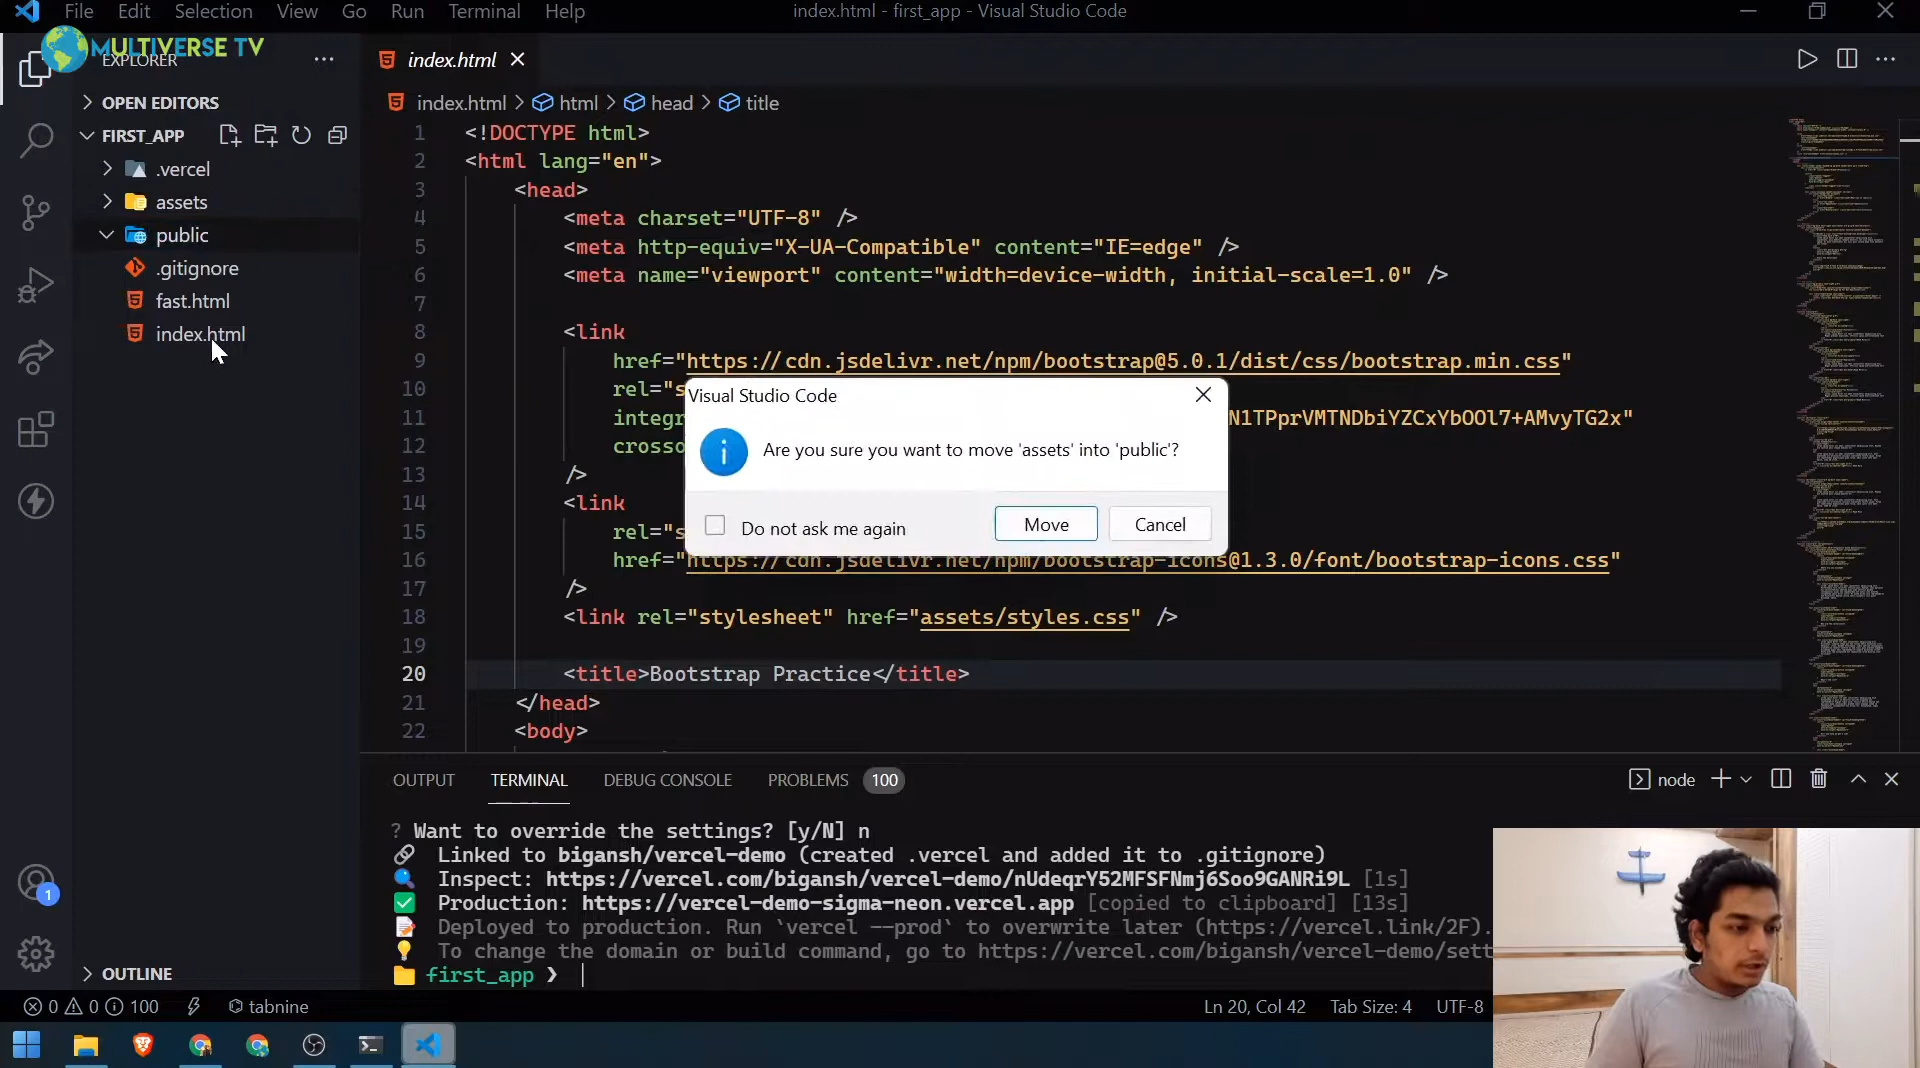 File Edit Selection View Go Run Terminal Help
index.html - first_app - Visual Studio Code
MULTIVERSE TV
EXPLORER
index.html
OPEN EDITORS
index.html > html > head > title
FIRST_APP
.vercel
assets
public
.gitignore
fast.html
index.html
1 <!DOCTYPE html>
2 <html lang="en">
3 <head>
4 <meta charset="UTF-8" />
5 <meta http-equiv="X-UA-Compatible" content="IE=edge" />
6 <meta name="viewport" content="width=device-width, initial-scale=1.0" />
7
8 <link
9 href="https://cdn.jsdelivr.net/npm/bootstrap@5.0.1/dist/css/bootstrap.min.css"
10 rel="s
11 integr N1TPprVMTNDbiYZCxYbOOl7+AMvyTG2x"
12 crosso
13 />
14 <link
15 rel="s
16 href="https://cdn.jsdelivr.net/npm/bootstrap-icons@1.3.0/font/bootstrap-icons.css"
17 />
18 <link rel="stylesheet" href="assets/styles.css" />
19
20 <title>Bootstrap Practice</title>
21 </head>
22 <body>
Visual Studio Code
Are you sure you want to move 'assets' into 'public'?
Do not ask me again
Move
Cancel
OUTPUT TERMINAL DEBUG CONSOLE PROBLEMS 100
node
? Want to override the settings? [y/N] n
Linked to bigansh/vercel-demo (created .vercel and added it to .gitignore)
Inspect: https://vercel.com/bigansh/vercel-demo/nUdeqrY52MFSFNmj6Soo9GANRi9L [1s]
Production: https://vercel-demo-sigma-neon.vercel.app [copied to clipboard] [13s]
Deployed to production. Run `vercel --prod` to overwrite later (https://vercel.link/2F).
To change the domain or build command, go to https://vercel.com/bigansh/vercel-demo/sett
first_app ❯
1
OUTLINE
0 0 100
tabnine
Ln 20, Col 42 Tab Size: 4 UTF-8